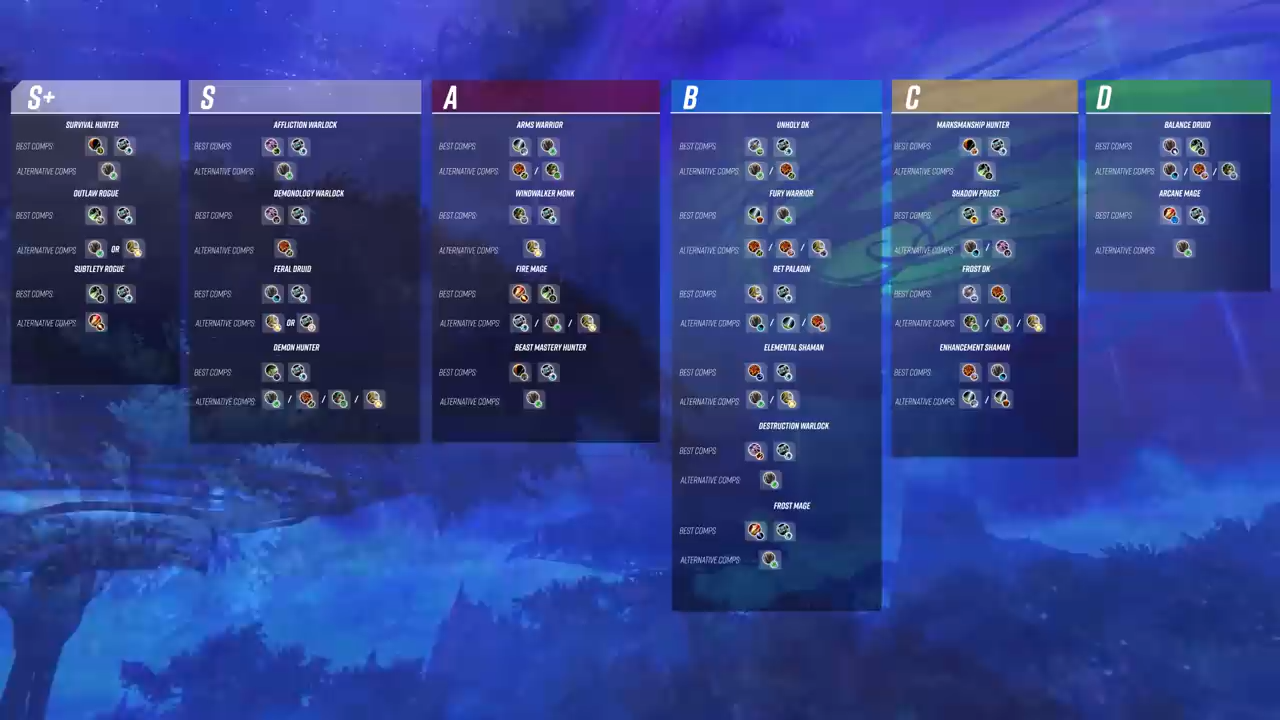 S+
SURVIVAL HUNTER
BEST COMPS:
ALTERNATIVE COMPS
OUTLAW ROGUE
BEST COMPS:
ALTERNATIVE COMPS OR
SUBTLETY ROGUE
BEST COMPS:
ALTERNATIVE COMPS:
S
AFFLICTION WARLOCK
BEST COMPS:
ALTERNATIVE COMPS:
DEMONOLOGY WARLOCK
BEST COMPS:
ALTERNATIVE COMPS:
FERAL DRUID
BEST COMPS:
ALTERNATIVE COMPS: OR
DEMON HUNTER
BEST COMPS:
ALTERNATIVE COMPS: / / /
A
ARMS WARRIOR
BEST COMPS:
ALTERNATIVE COMPS: /
WINDWALKER MONK
BEST COMPS:
ALTERNATIVE COMPS:
FIRE MAGE
BEST COMPS:
ALTERNATIVE COMPS: / /
BEAST MASTERY HUNTER
BEST COMPS:
ALTERNATIVE COMPS:
B
UNHOLY DK
BEST COMPS:
ALTERNATIVE COMPS: /
FURY WARRIOR
BEST COMPS:
ALTERNATIVE COMPS: / /
RET PALADIN
BEST COMPS:
ALTERNATIVE COMPS: / /
ELEMENTAL SHAMAN
BEST COMPS:
ALTERNATIVE COMPS: /
DESTRUCTION WARLOCK
BEST COMPS
ALTERNATIVE COMPS:
FROST MAGE
BEST COMPS
ALTERNATIVE COMPS:
C
MARKSMANSHIP HUNTER
BEST COMPS:
ALTERNATIVE COMPS:
SHADOW PRIEST
BEST COMPS:
ALTERNATIVE COMPS: /
FROST DK
BEST COMPS:
ALTERNATIVE COMPS: / /
ENHANCEMENT SHAMAN
BEST COMPS:
ALTERNATIVE COMPS: /
D
BALANCE DRUID
BEST COMPS:
ALTERNATIVE COMPS: / /
ARCANE MAGE
BEST COMPS
ALTERNATIVE COMPS: